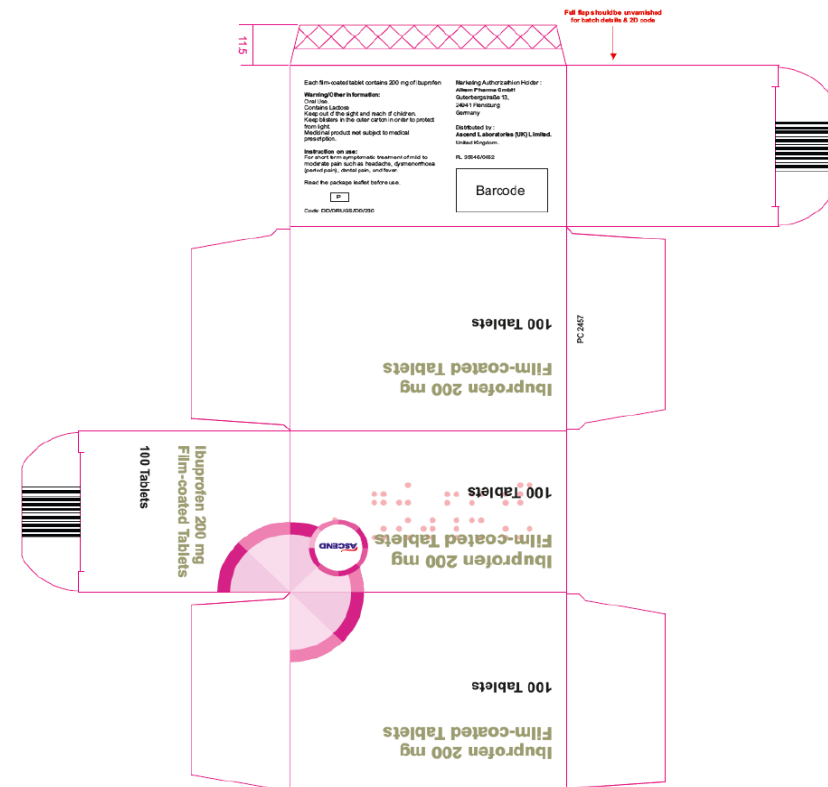 Full flap should be unvarnished
for batch details & 2D code
11.5
Each film-coated tablet contains 200 mg of ibuprofen
Warning/Other information:
Oral Use.
Contains Lactose
Keep out of the sight and reach of children.
Keep blisters in the outer carton in order to protect
from light.
Medicinal product not subject to medical
prescription.
Instruction on use:
For short term symptomatic treatment of mild to
moderate pain such as headache, dysmenorrhoea
(period pain), dental pain, and fever.
Read the package leaflet before use.
P
Code: DD/DRUGS/DD/230
Marketing Authorization Holder :
Alkem Pharma GmbH
Gutenbergstraße 13,
24941 Flensburg
Germany
Distributed by :
Ascend Laboratories (UK) Limited.
United Kingdom.
Barcode
100 Tablets
Ibuprofen 200 mg
Film-coated Tablets
PC 2457
Ibuprofen 200 mg
Film-coated Tablets
100 Tablets
100 Tablets
Ibuprofen 200 mg
Film-coated Tablets
ASCEND
100 Tablets
Ibuprofen 200 mg
Film-coated Tablets